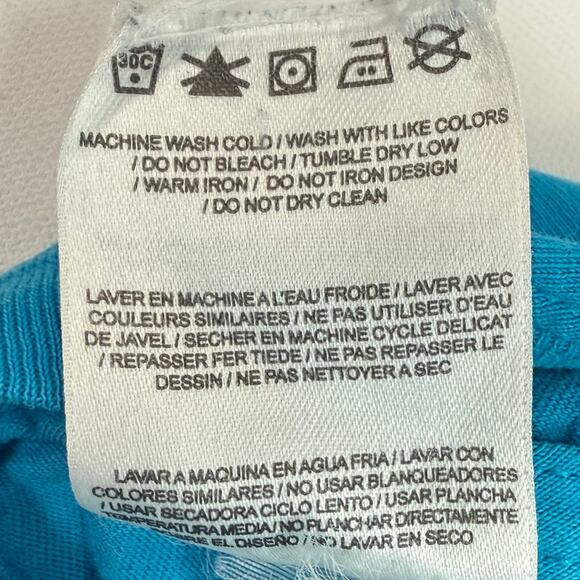 30C
MACHINE WASH COLD / WASH WITH LIKE COLORS
/ DO NOT BLEACH / TUMBLE DRY LOW
/ WARM IRON / DO NOT IRON DESIGN
/ DO NOT DRY CLEAN
LAVER EN MACHINE A L'EAU FROIDE / LAVER AVEC
COULEURS SIMILAIRES / NE PAS UTILISER D'EAU
DE JAVEL / SECHER EN MACHINE CYCLE DELICAT
/ REPASSER FER TIEDE / NE PAS REPASSER LE
DESSIN / NE PAS NETTOYER A SEC
LAVAR A MAQUINA EN AGUA FRIA / LAVAR CON
COLORES SIMILARES / NO USAR BLANQUEADORES
/ USAR SECADORA CICLO LENTO / USAR PLANCHA
TEMPERATURA MEDIA / NO PLANCHAR DIRECTAMENTE
EL DISEÑO / NO LAVAR EN SECO